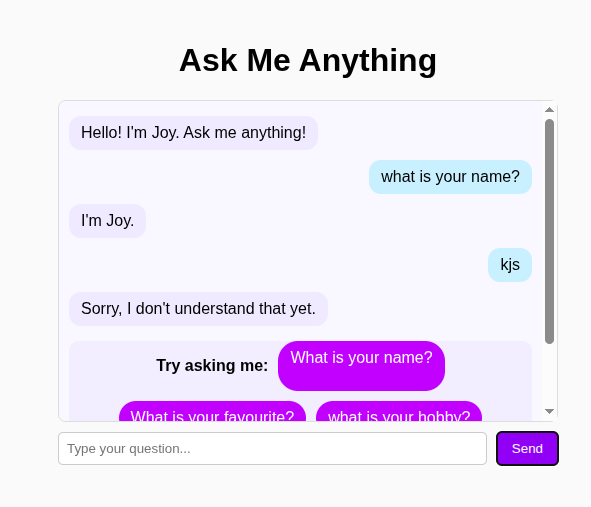 Ask Me Anything
Hello! I'm Joy. Ask me anything!
what is your name?
I'm Joy.
kjs
Sorry, I don't understand that yet.
Try asking me: What is your name?
What is your favourite? what is your hobby?
Type your question... Send